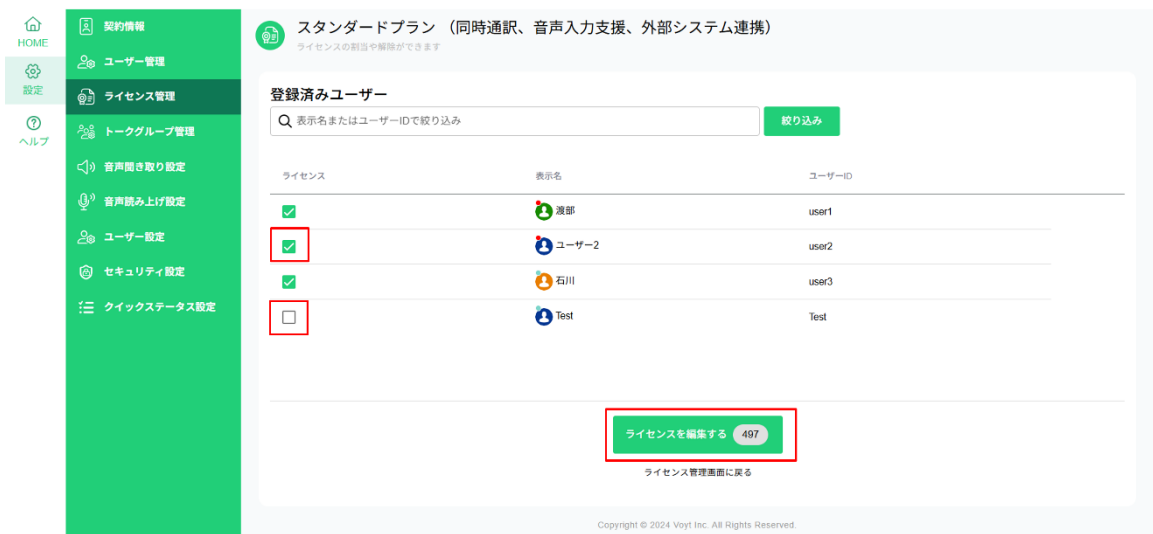 HOME
設定
ヘルプ
契約情報
ユーザー管理
ライセンス管理
トークグループ管理
音声聞き取り設定
音声読み上げ設定
ユーザー設定
セキュリティ設定
クイックステータス設定
スタンダードプラン （同時通訳、音声入力支援、外部システム連携）
ライセンスの割当や解除ができます
登録済みユーザー
表示名またはユーザーIDで絞り込み
絞り込み
ライセンス 表示名 ユーザーID
渡部 user1
ユーザー2 user2
石川 user3
Test Test
ライセンスを編集する 497
ライセンス管理画面に戻る
Copyright © 2024 Voyt Inc. All Rights Reserved.